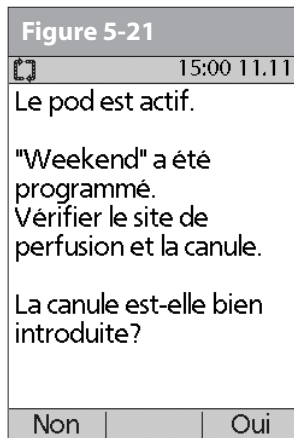 Figure 5-21
15:00 11.11
Le pod est actif.
"Weekend" a été
programmé.
Vérifier le site de
perfusion et la canule.
La canule est-elle bien
introduite?
Non Oui